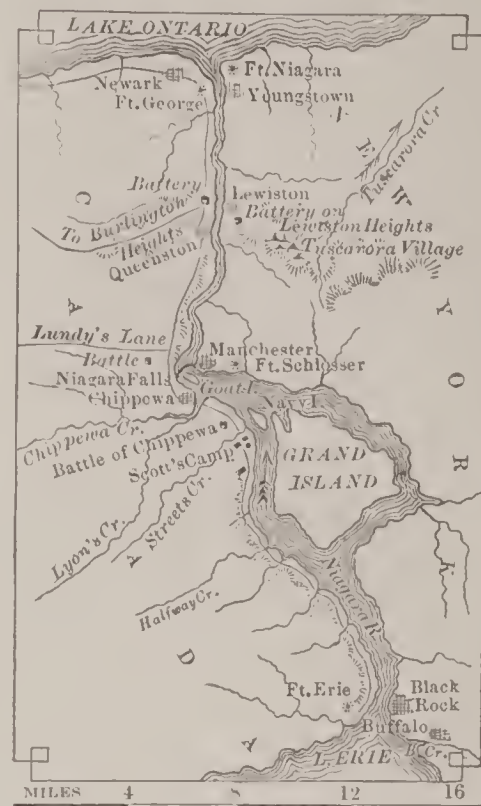 LAKE ONTARIO
Newark
Ft. Niagara
Ft. George
Youngstown
Tuscarora Cr.
Battery
Lewiston
Battery on
Lewiston Heights
To Burlington
Heights
Queenston
Tuscarora Village
Lundy's Lane
Manchester
Battle
Ft. Schlosser
Niagara Falls
Goat I.
Chippewa
Navy I.
Chippewa Cr.
Battle of Chippewa
GRAND
ISLAND
Scott's Camp
Streets Cr.
Lyon's Cr.
Halfway Cr.
Niagara R.
Ft. Erie
Black
Rock
Buffalo
B. Cr.
L. ERIE
C A A D A
E W Y O R K
MILES 4 8 12 16